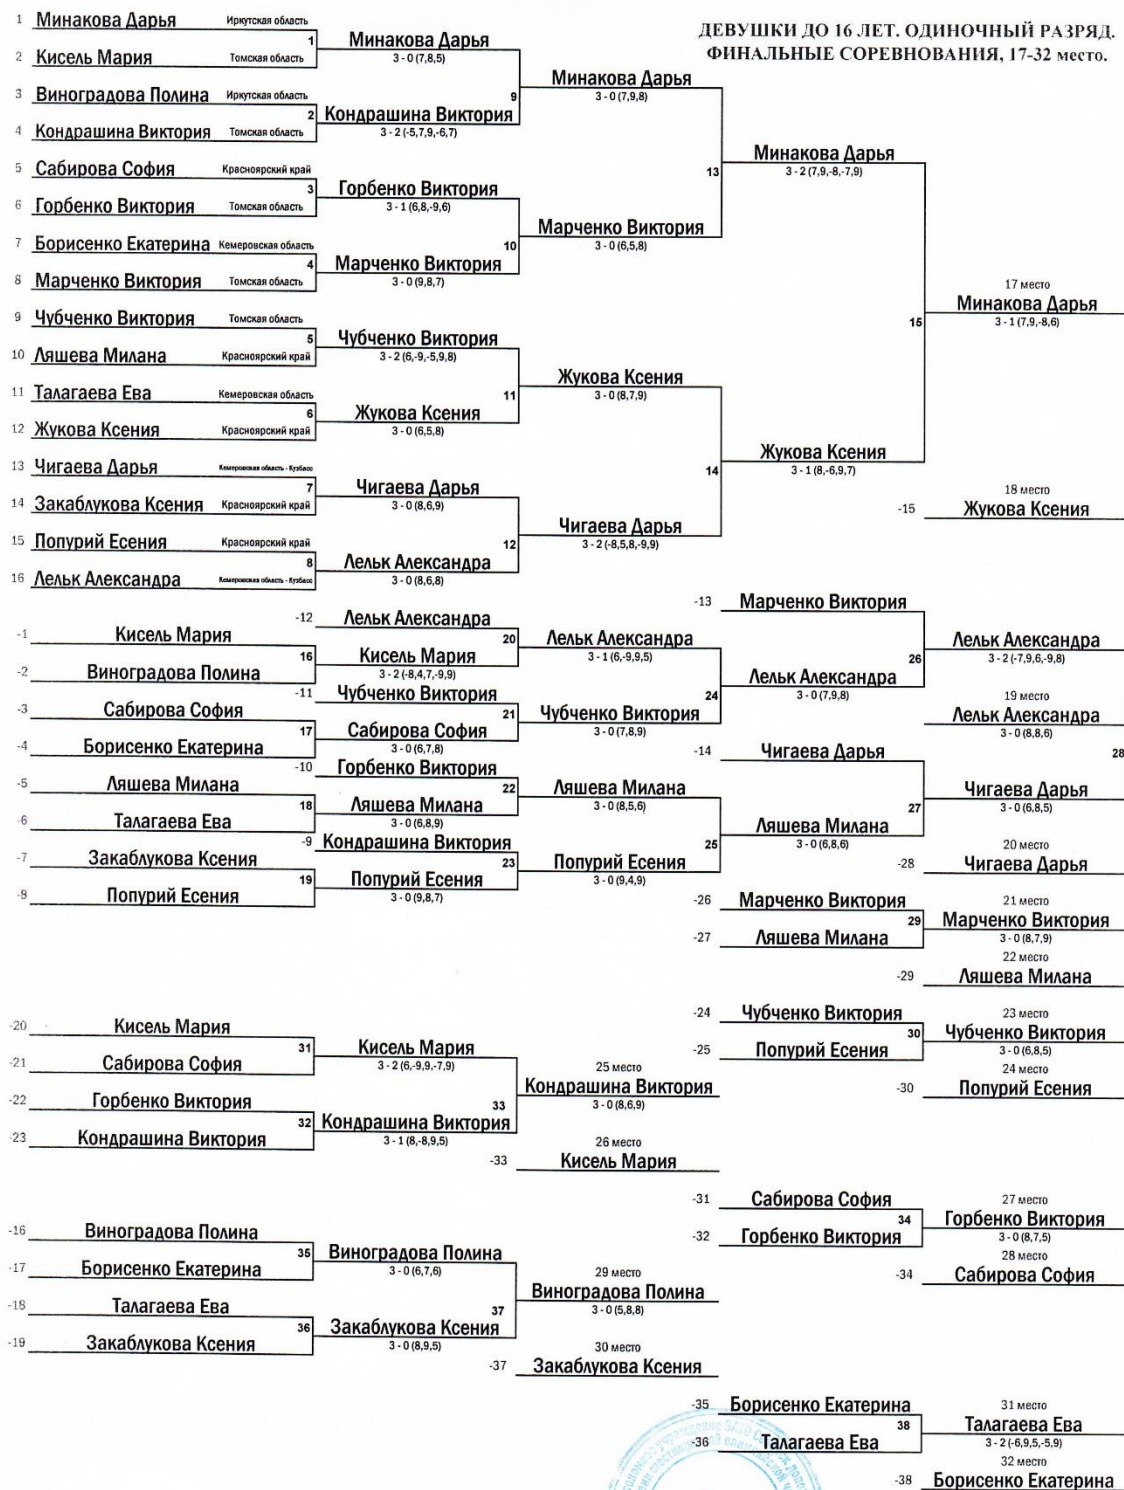 ДЕВУШКИ ДО 16 ЛЕТ. ОДИНОЧНЫЙ РАЗРЯД.
ФИНАЛЬНЫЕ СОРЕВНОВАНИЯ, 17-32 место.
1 Минакова Дарья Иркутская область
2 Кисель Мария Томская область
3 Виноградова Полина Иркутская область
4 Кондрашина Виктория Томская область
5 Сабирова София Красноярский край
6 Горбенко Виктория Томская область
7 Борисенко Екатерина Кемеровская область
8 Марченко Виктория Томская область
9 Чубченко Виктория Томская область
10 Ляшева Милана Красноярский край
11 Талагаева Ева Кемеровская область
12 Жукова Ксения Красноярский край
13 Чигаева Дарья Кемеровская область - Кузбасс
14 Закаблукова Ксения Красноярский край
15 Попурий Есения Красноярский край
16 Лельк Александра Кемеровская область - Кузбасс
1 Минакова Дарья
3 - 0 (7,8,5)
2 Кондрашина Виктория
3 - 2 (-5,7,9,-6,7)
3 Горбенко Виктория
3 - 1 (6,8,-9,6)
4 Марченко Виктория
3 - 0 (9,8,7)
5 Чубченко Виктория
3 - 2 (6,-9,-5,9,8)
6 Жукова Ксения
3 - 0 (6,5,8)
7 Чигаева Дарья
3 - 0 (8,6,9)
8 Лельк Александра
3 - 0 (8,6,8)
9 Минакова Дарья
3 - 0 (7,9,8)
10 Марченко Виктория
3 - 0 (6,5,8)
11 Жукова Ксения
3 - 0 (8,7,9)
12 Чигаева Дарья
3 - 2 (-8,5,8,-9,9)
13 Минакова Дарья
3 - 2 (7,9,-8,-7,9)
14 Жукова Ксения
3 - 1 (8,-6,9,7)
17 место
15 Минакова Дарья
3 - 1 (7,9,-8,6)
18 место
-15 Жукова Ксения
-1 Кисель Мария
-2 Виноградова Полина
-3 Сабирова София
-4 Борисенко Екатерина
-5 Ляшева Милана
-6 Талагаева Ева
-7 Закаблукова Ксения
-8 Попурий Есения
-12 Лельк Александра
16 Кисель Мария
3 - 2 (-8,4,7,-9,9)
-11 Чубченко Виктория
17 Сабирова София
3 - 0 (6,7,8)
-10 Горбенко Виктория
18 Ляшева Милана
3 - 0 (6,8,9)
-9 Кондрашина Виктория
19 Попурий Есения
3 - 0 (9,8,7)
20 Лельк Александра
3 - 1 (6,-9,9,5)
21 Чубченко Виктория
3 - 0 (7,8,9)
22 Ляшева Милана
3 - 0 (8,5,6)
23 Попурий Есения
3 - 0 (9,4,9)
-13 Марченко Виктория
24 Лельк Александра
3 - 0 (7,9,8)
-14 Чигаева Дарья
25 Ляшева Милана
3 - 0 (6,8,6)
26 Лельк Александра
3 - 2 (-7,9,6,-9,8)
19 место
Лельк Александра
3 - 0 (8,8,6)
28
27 Чигаева Дарья
3 - 0 (6,8,5)
20 место
-28 Чигаева Дарья
-26 Марченко Виктория
-27 Ляшева Милана
21 место
29 Марченко Виктория
3 - 0 (8,7,9)
22 место
-29 Ляшева Милана
-24 Чубченко Виктория
-25 Попурий Есения
23 место
30 Чубченко Виктория
3 - 0 (6,8,5)
24 место
-30 Попурий Есения
-20 Кисель Мария
-21 Сабирова София
-22 Горбенко Виктория
-23 Кондрашина Виктория
31 Кисель Мария
3 - 2 (6,-9,9,-7,9)
32 Кондрашина Виктория
3 - 1 (8,-8,9,5)
25 место
33 Кондрашина Виктория
3 - 0 (8,6,9)
26 место
-33 Кисель Мария
-31 Сабирова София
-32 Горбенко Виктория
27 место
34 Горбенко Виктория
3 - 0 (8,7,5)
28 место
-34 Сабирова София
-16 Виноградова Полина
-17 Борисенко Екатерина
-18 Талагаева Ева
-19 Закаблукова Ксения
35 Виноградова Полина
3 - 0 (6,7,6)
36 Закаблукова Ксения
3 - 0 (8,9,5)
29 место
37 Виноградова Полина
3 - 0 (5,8,8)
30 место
-37 Закаблукова Ксения
-35 Борисенко Екатерина
-36 Талагаева Ева
31 место
38 Талагаева Ева
3 - 2 (-6,9,5,-5,9)
32 место
-38 Борисенко Екатерина